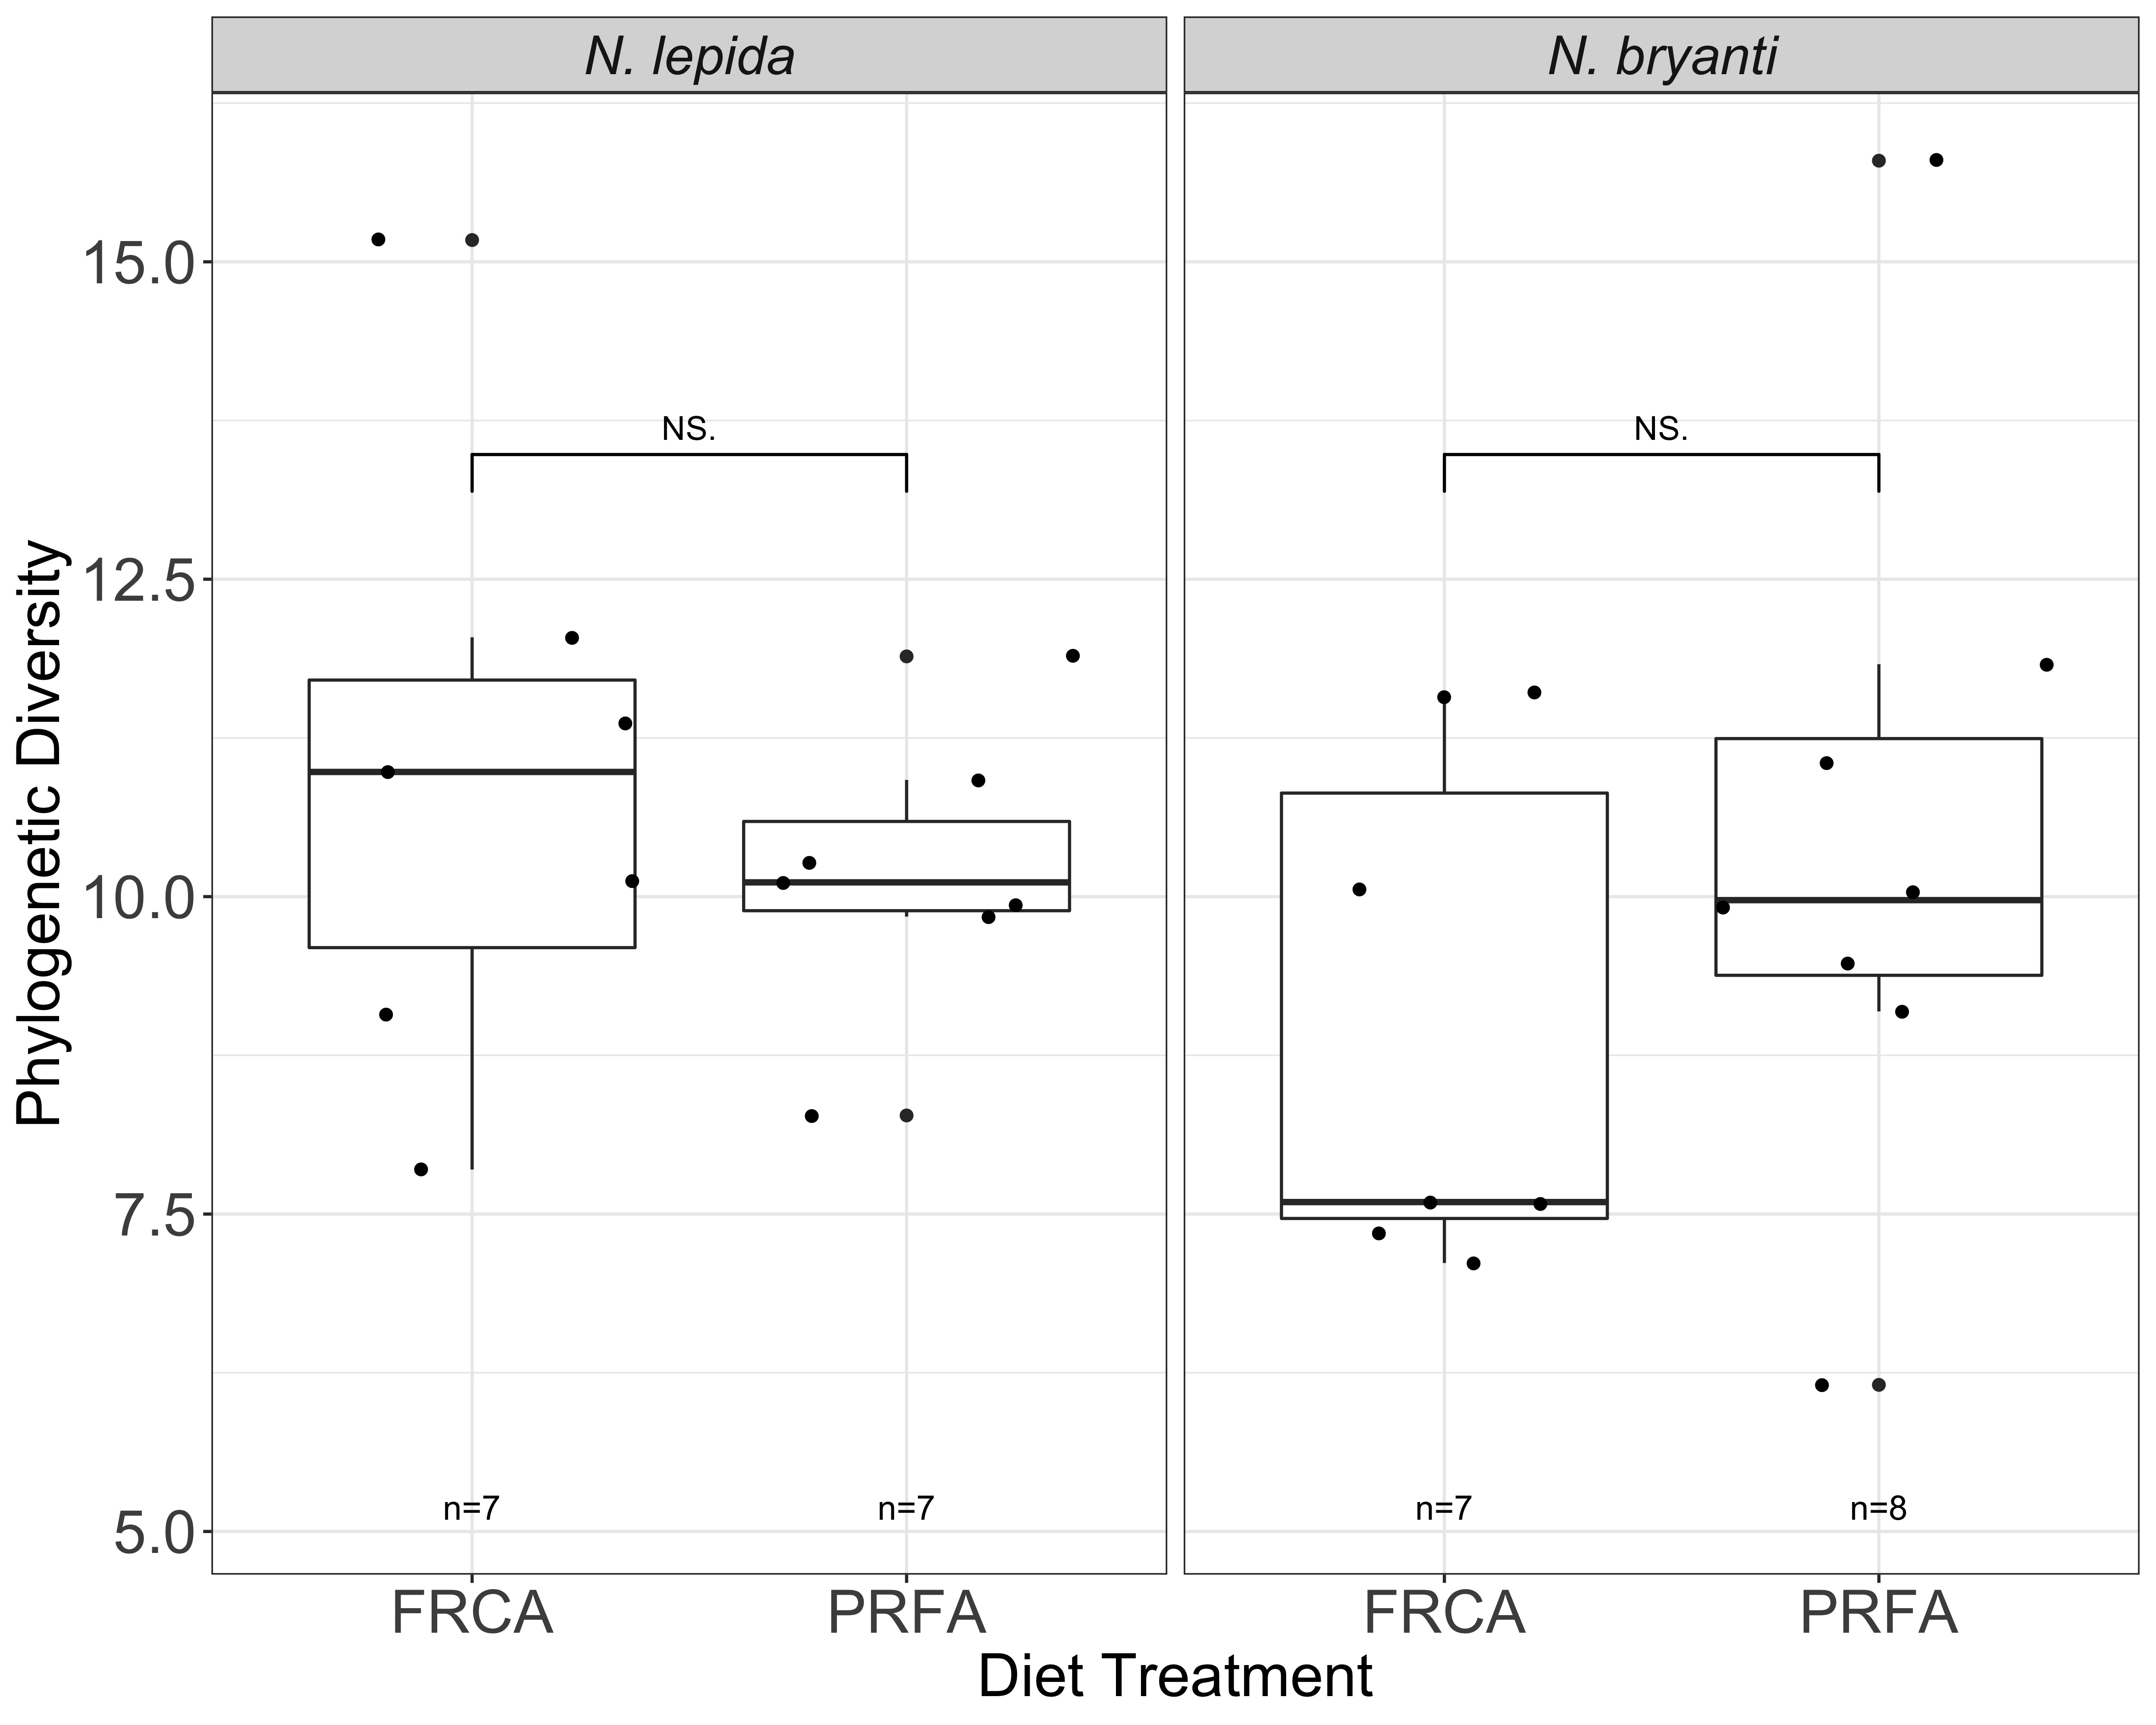 N. lepida
N. bryanti
Phylogenetic Diversity
15.0
12.5
10.0
7.5
5.0
NS.
NS.
n=7
n=7
n=7
n=8
FRCA
PRFA
FRCA
PRFA
Diet Treatment